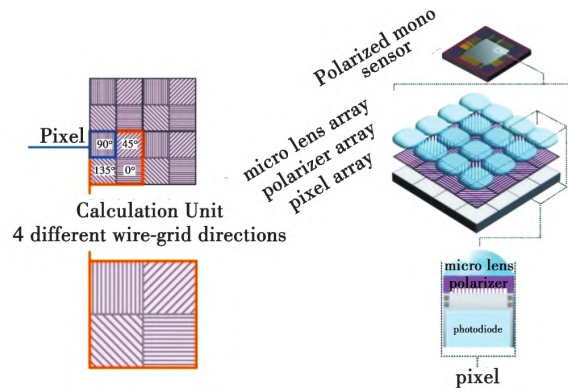 Pixel
90° 45°
135° 0°
Calculation Unit
4 different wire-grid directions
Polarized mono
sensor
micro lens array
polarizer array
pixel array
micro lens
polarizer
photodiode
pixel